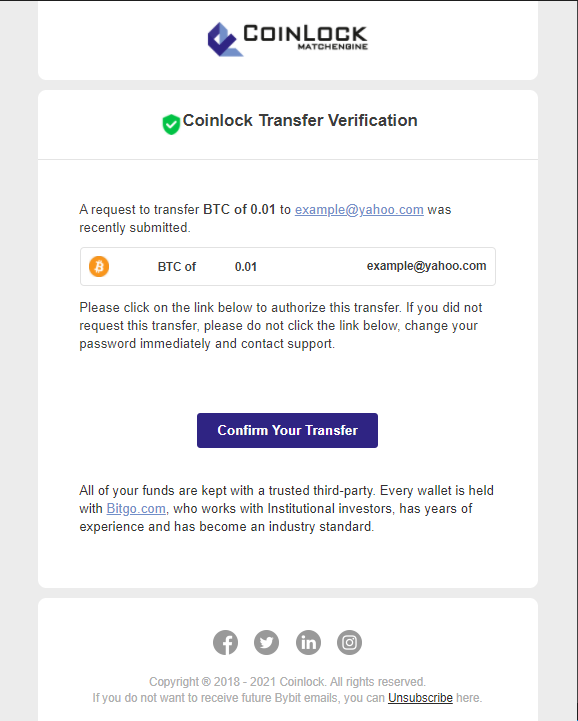 COINLOCK
MATCHENGINE
Coinlock Transfer Verification
A request to transfer BTC of 0.01 to example@yahoo.com was
recently submitted.
BTC of 0.01 example@yahoo.com
Please click on the link below to authorize this transfer. If you did not
request this transfer, please do not click the link below, change your
password immediately and contact support.
Confirm Your Transfer
All of your funds are kept with a trusted third-party. Every wallet is held
with Bitgo.com, who works with Institutional investors, has years of
experience and has become an industry standard.
Copyright ® 2018 - 2021 Coinlock. All rights reserved.
If you do not want to receive future Bybit emails, you can Unsubscribe here.